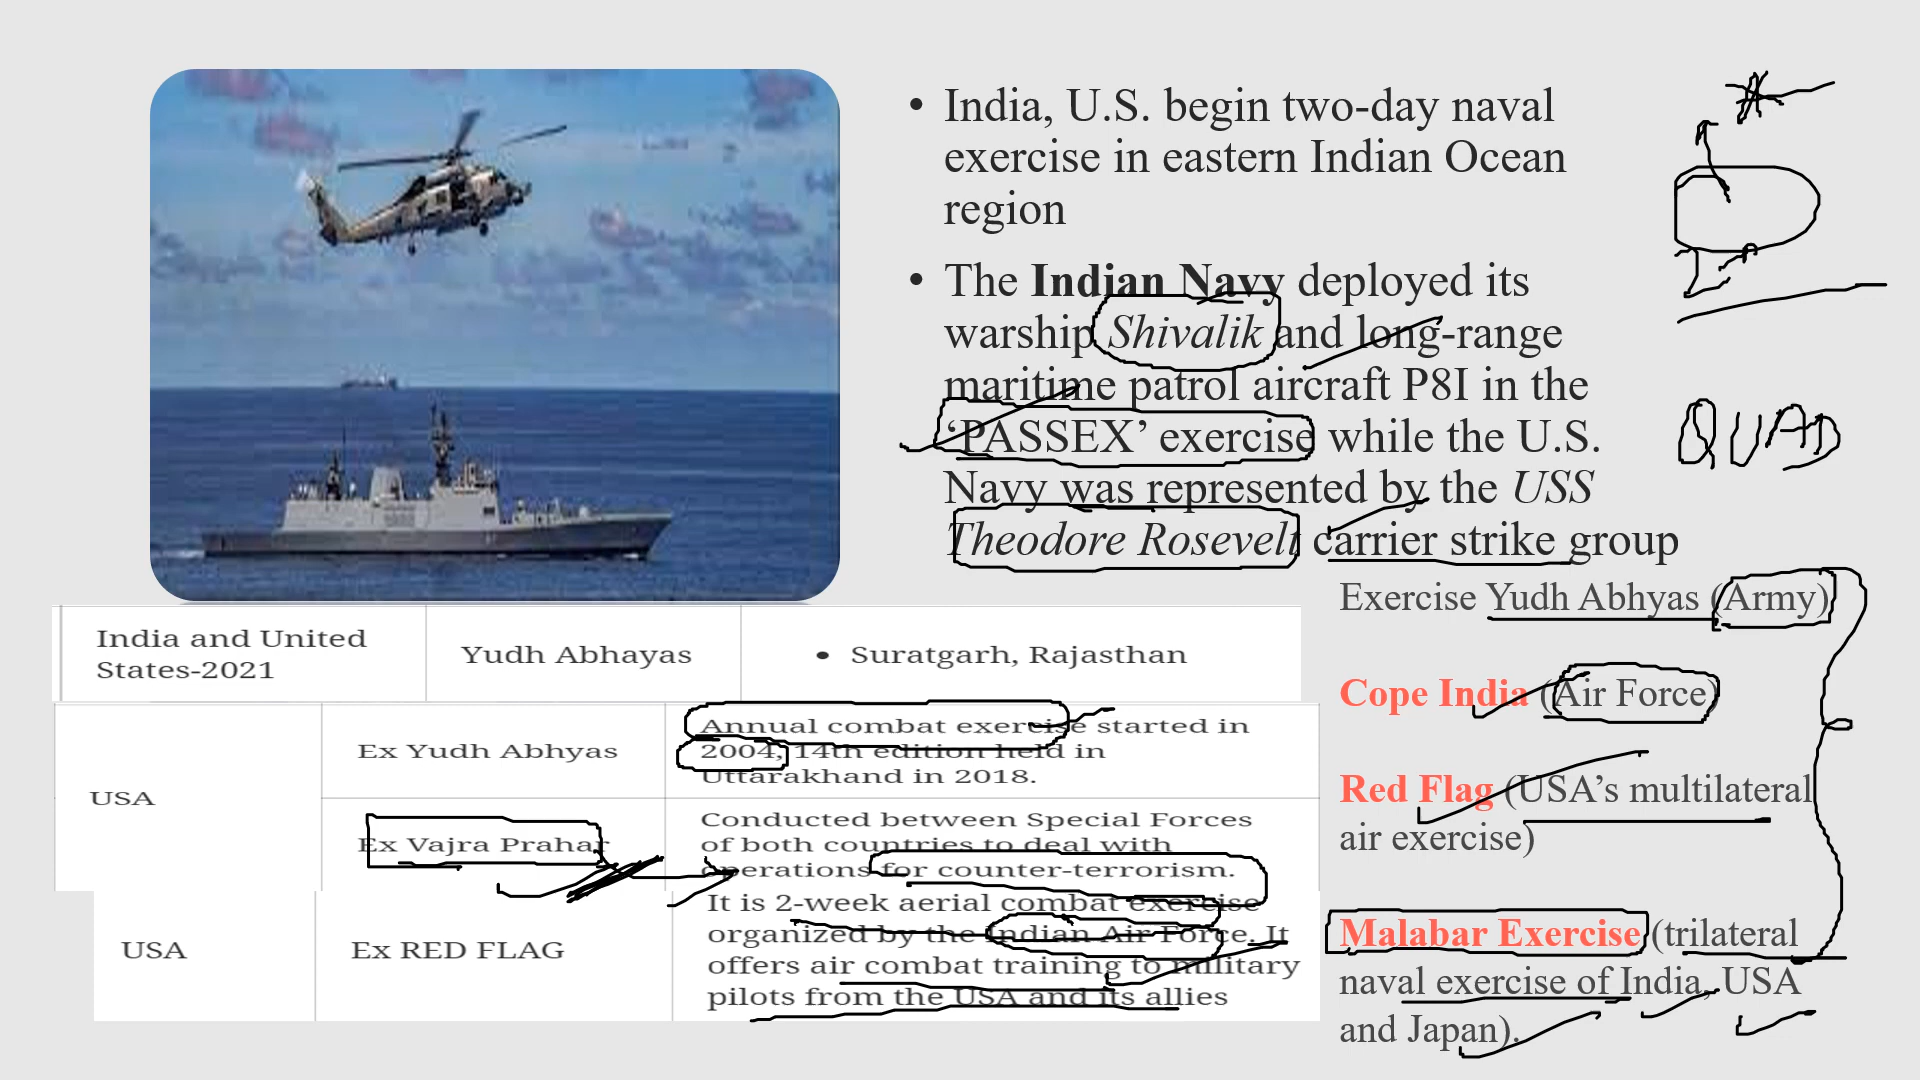 • India, U.S. begin two-day naval
exercise in eastern Indian Ocean
region
• The Indian Navy deployed its
warship Shivalik and long-range
maritime patrol aircraft P8I in the
‘PASSEX’ exercise while the U.S.
Navy was represented by the USS
Theodore Rosevelt carrier strike group
QUAD
Exercise Yudh Abhyas (Army)
Cope India (Air Force)
Red Flag (USA’s multilateral
air exercise)
Malabar Exercise (trilateral
naval exercise of India, USA
and Japan).
India and United
States-2021
Yudh Abhayas
• Suratgarh, Rajasthan
USA
Ex Yudh Abhyas
Annual combat exercise started in
2004, 14th edition held in
Uttarakhand in 2018.
Ex Vajra Prahar
Conducted between Special Forces
of both countries to deal with
operations for counter-terrorism.
USA
Ex RED FLAG
It is 2-week aerial combat exercise
organized by the Indian Air Force. It
offers air combat training to military
pilots from the USA and its allies